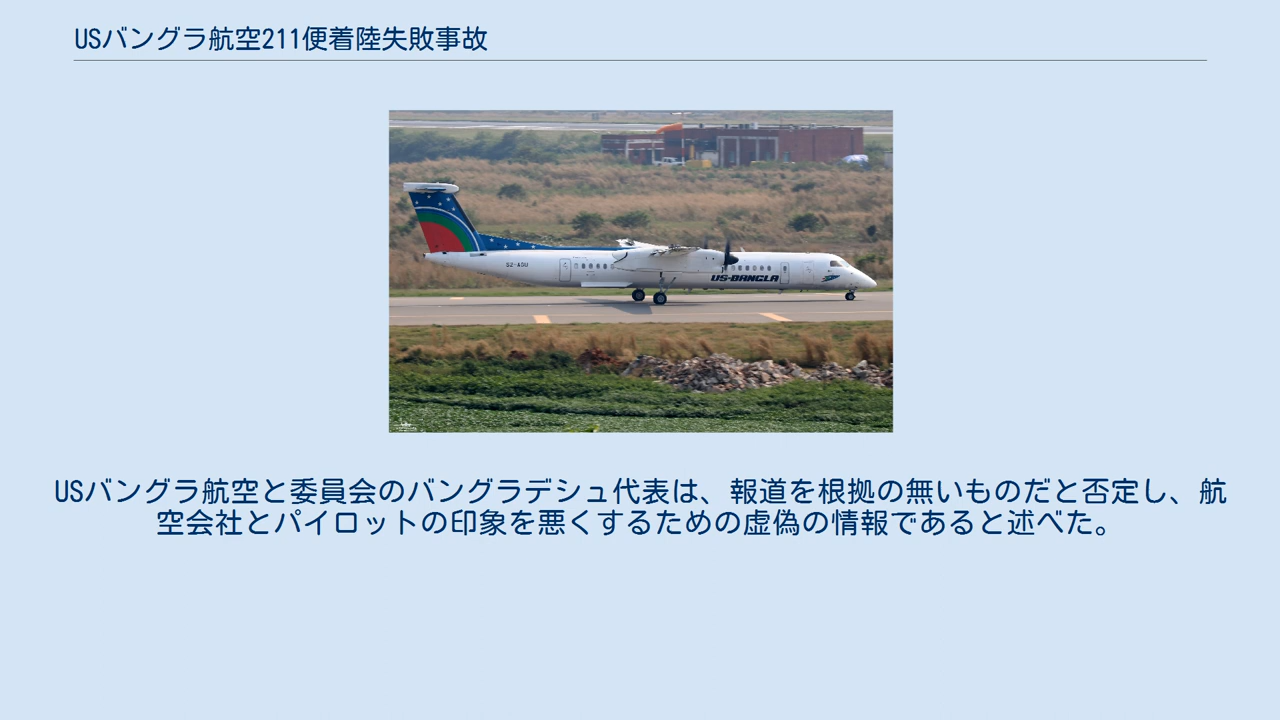 USバングラ航空211便着陸失敗事故
S2-AGU
US-BANGLA
USバングラ航空と委員会のバングラデシュ代表は、報道を根拠の無いものだと否定し、航
空会社とパイロットの印象を悪くするための虚偽の情報であると述べた。